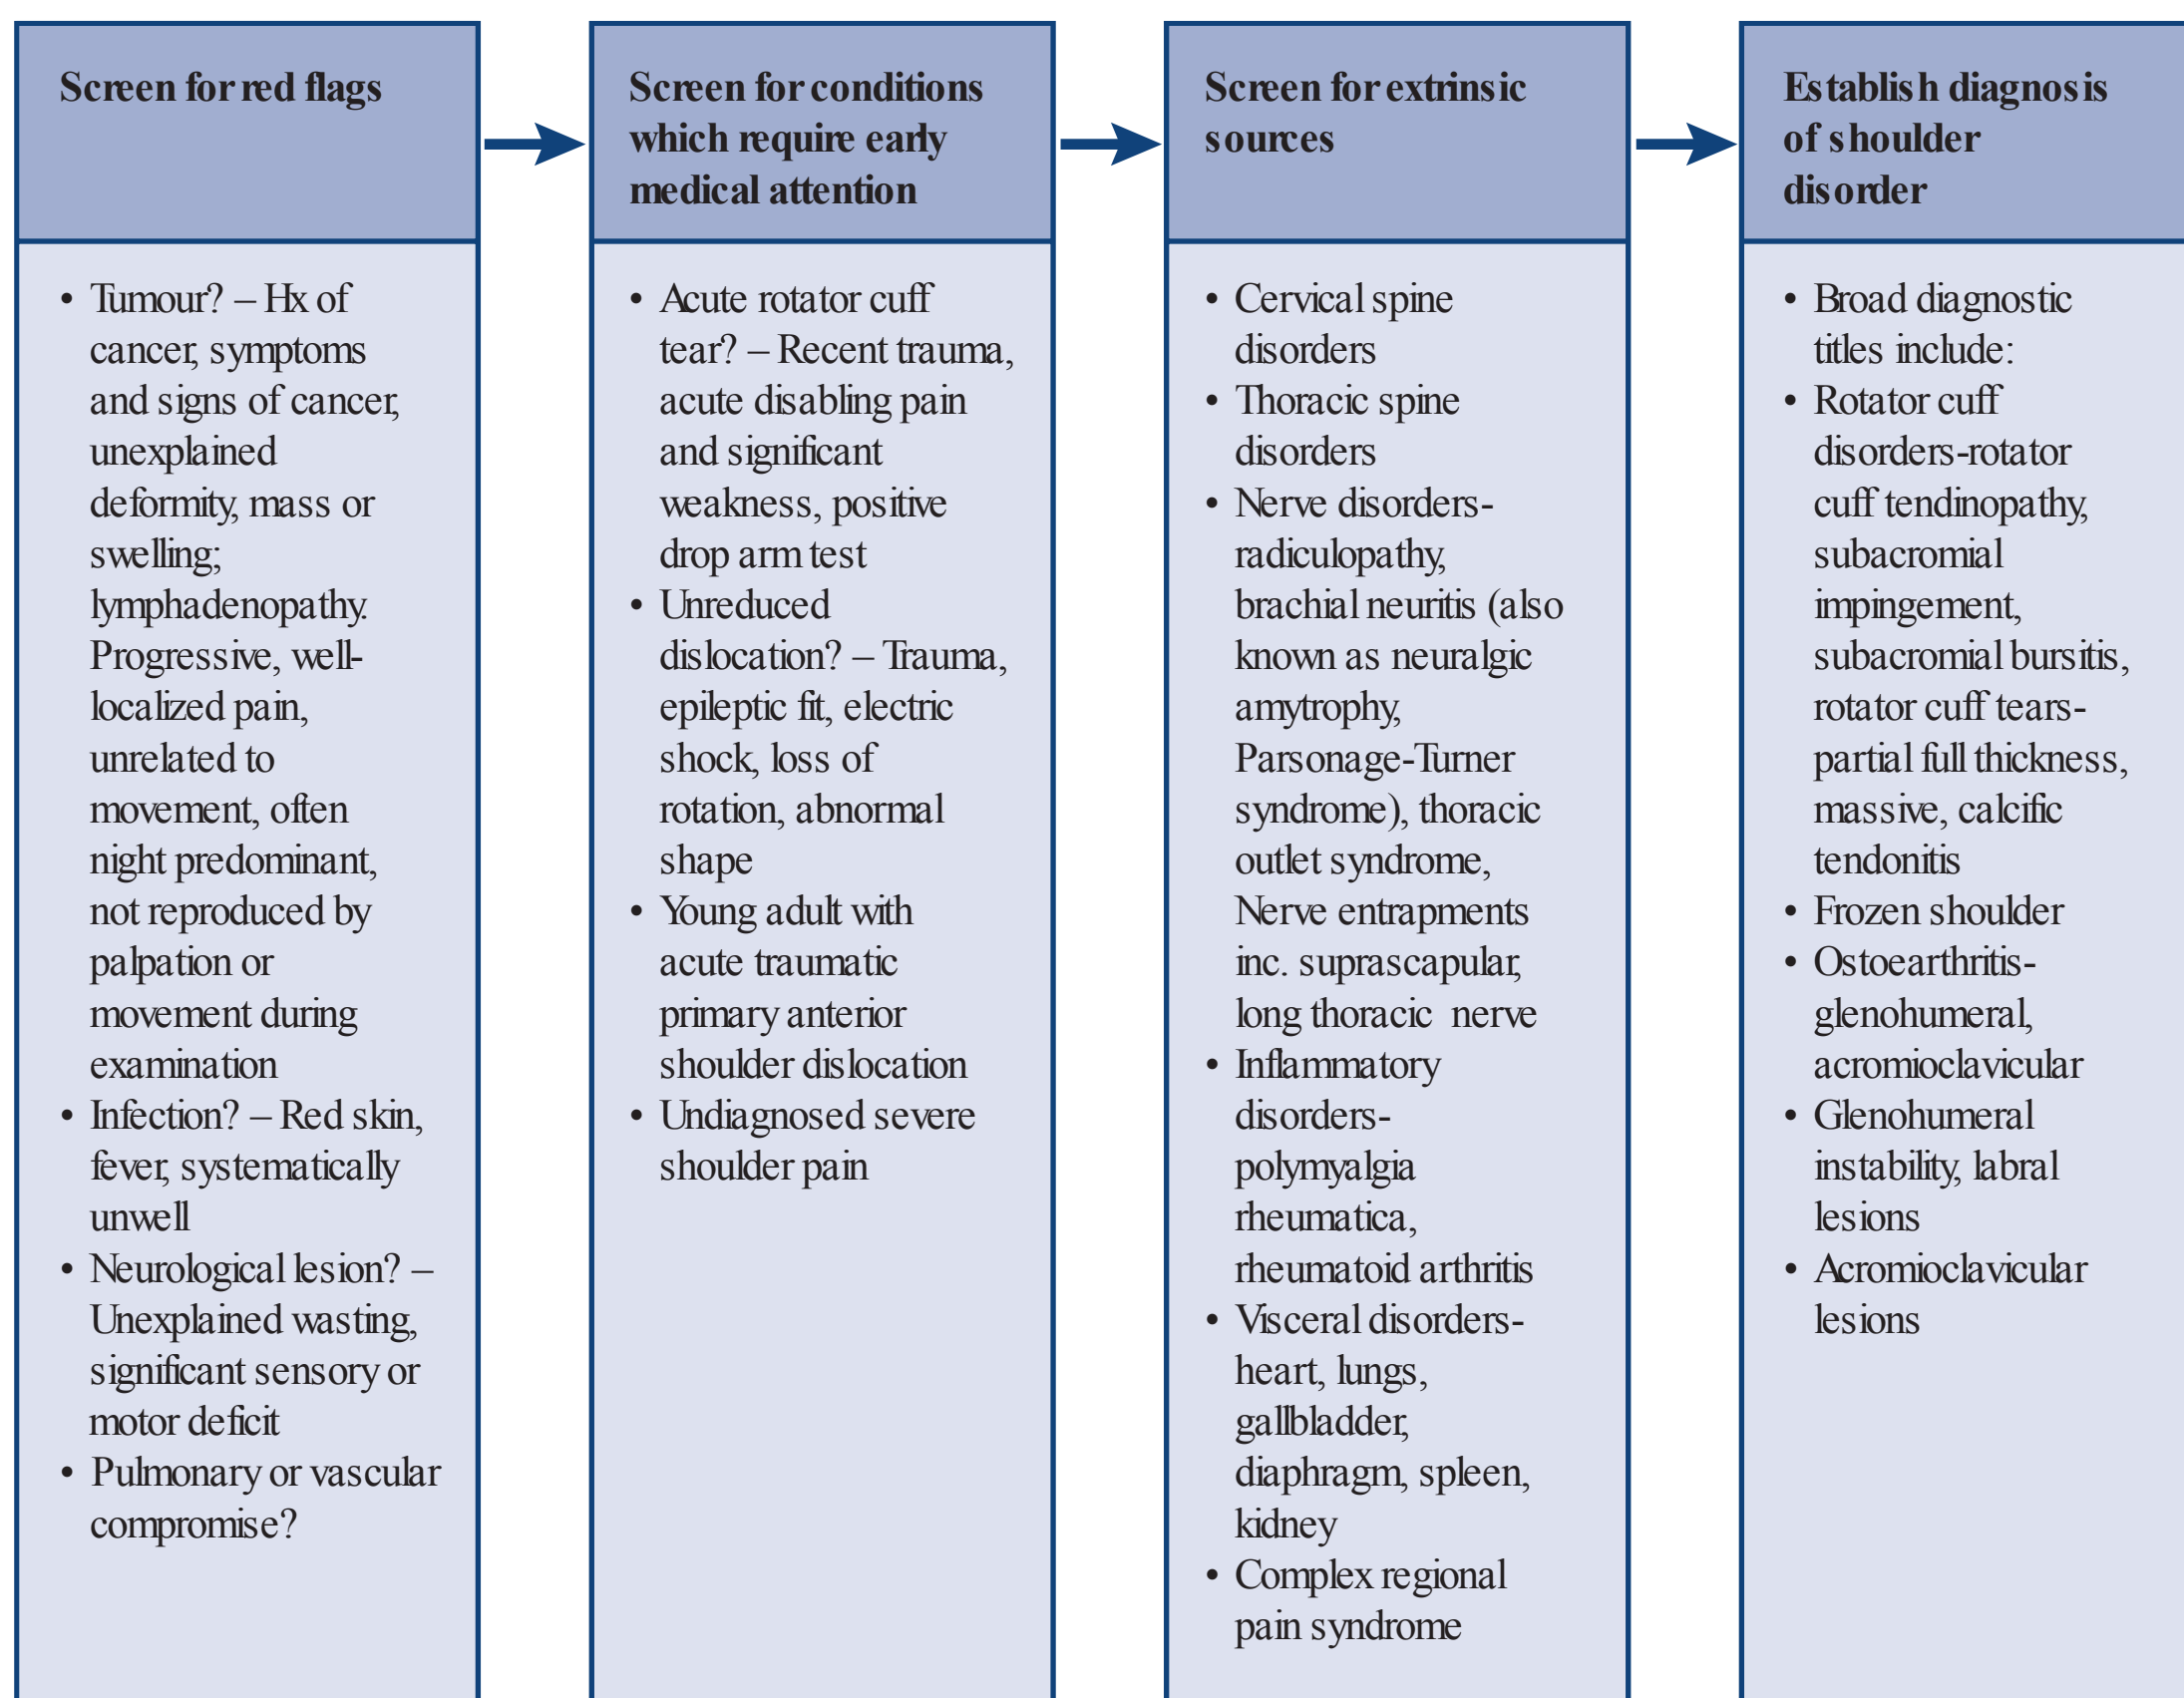 Screen for red flags
• Tumour? – Hx of
cancer, symptoms
and signs of cancer,
unexplained
deformity, mass or
swelling;
lymphadenopathy.
Progressive, well-
localized pain,
unrelated to
movement, often
night predominant,
not reproduced by
palpation or
movement during
examination
• Infection? – Red skin,
fever, systematically
unwell
• Neurological lesion? –
Unexplained wasting,
significant sensory or
motor deficit
• Pulmonary or vascular
compromise?
Screen for conditions
which require early
medical attention
• Acute rotator cuff
tear? – Recent trauma,
acute disabling pain
and significant
weakness, positive
drop arm test
• Unreduced
dislocation? – Trauma,
epileptic fit, electric
shock, loss of
rotation, abnormal
shape
• Young adult with
acute traumatic
primary anterior
shoulder dislocation
• Undiagnosed severe
shoulder pain
Screen for extrinsic
sources
• Cervical spine
disorders
• Thoracic spine
disorders
• Nerve disorders-
radiculopathy,
brachial neuritis (also
known as neuralgic
amytrophy,
Parsonage-Turner
syndrome), thoracic
outlet syndrome,
Nerve entrapments
inc. suprascapular,
long thoracic nerve
• Inflammatory
disorders-
polymyalgia
rheumatica,
rheumatoid arthritis
• Visceral disorders-
heart, lungs,
gallbladder,
diaphragm, spleen,
kidney
• Complex regional
pain syndrome
Establish diagnosis
of shoulder
disorder
• Broad diagnostic
titles include:
• Rotator cuff
disorders-rotator
cuff tendinopathy,
subacromial
impingement,
subacromial bursitis,
rotator cuff tears-
partial full thickness,
massive, calcific
tendonitis
• Frozen shoulder
• Ostoearthritis-
glenohumeral,
acromioclavicular
• Glenohumeral
instability, labral
lesions
• Acromioclavicular
lesions